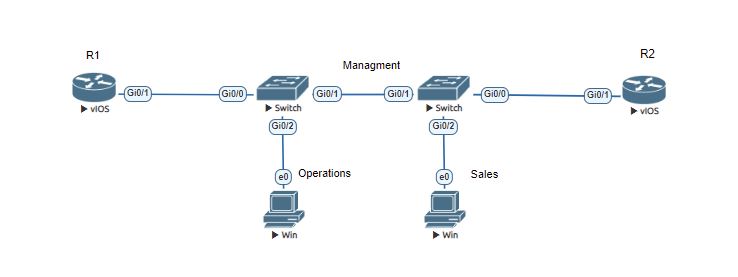 R1
Managment
R2
Gi0/1
Gi0/0
Gi0/1
Gi0/1
Gi0/0
Gi0/1
vIOS
Switch
Switch
vIOS
Gi0/2
Gi0/2
e0
Operations
e0
Sales
Win
Win